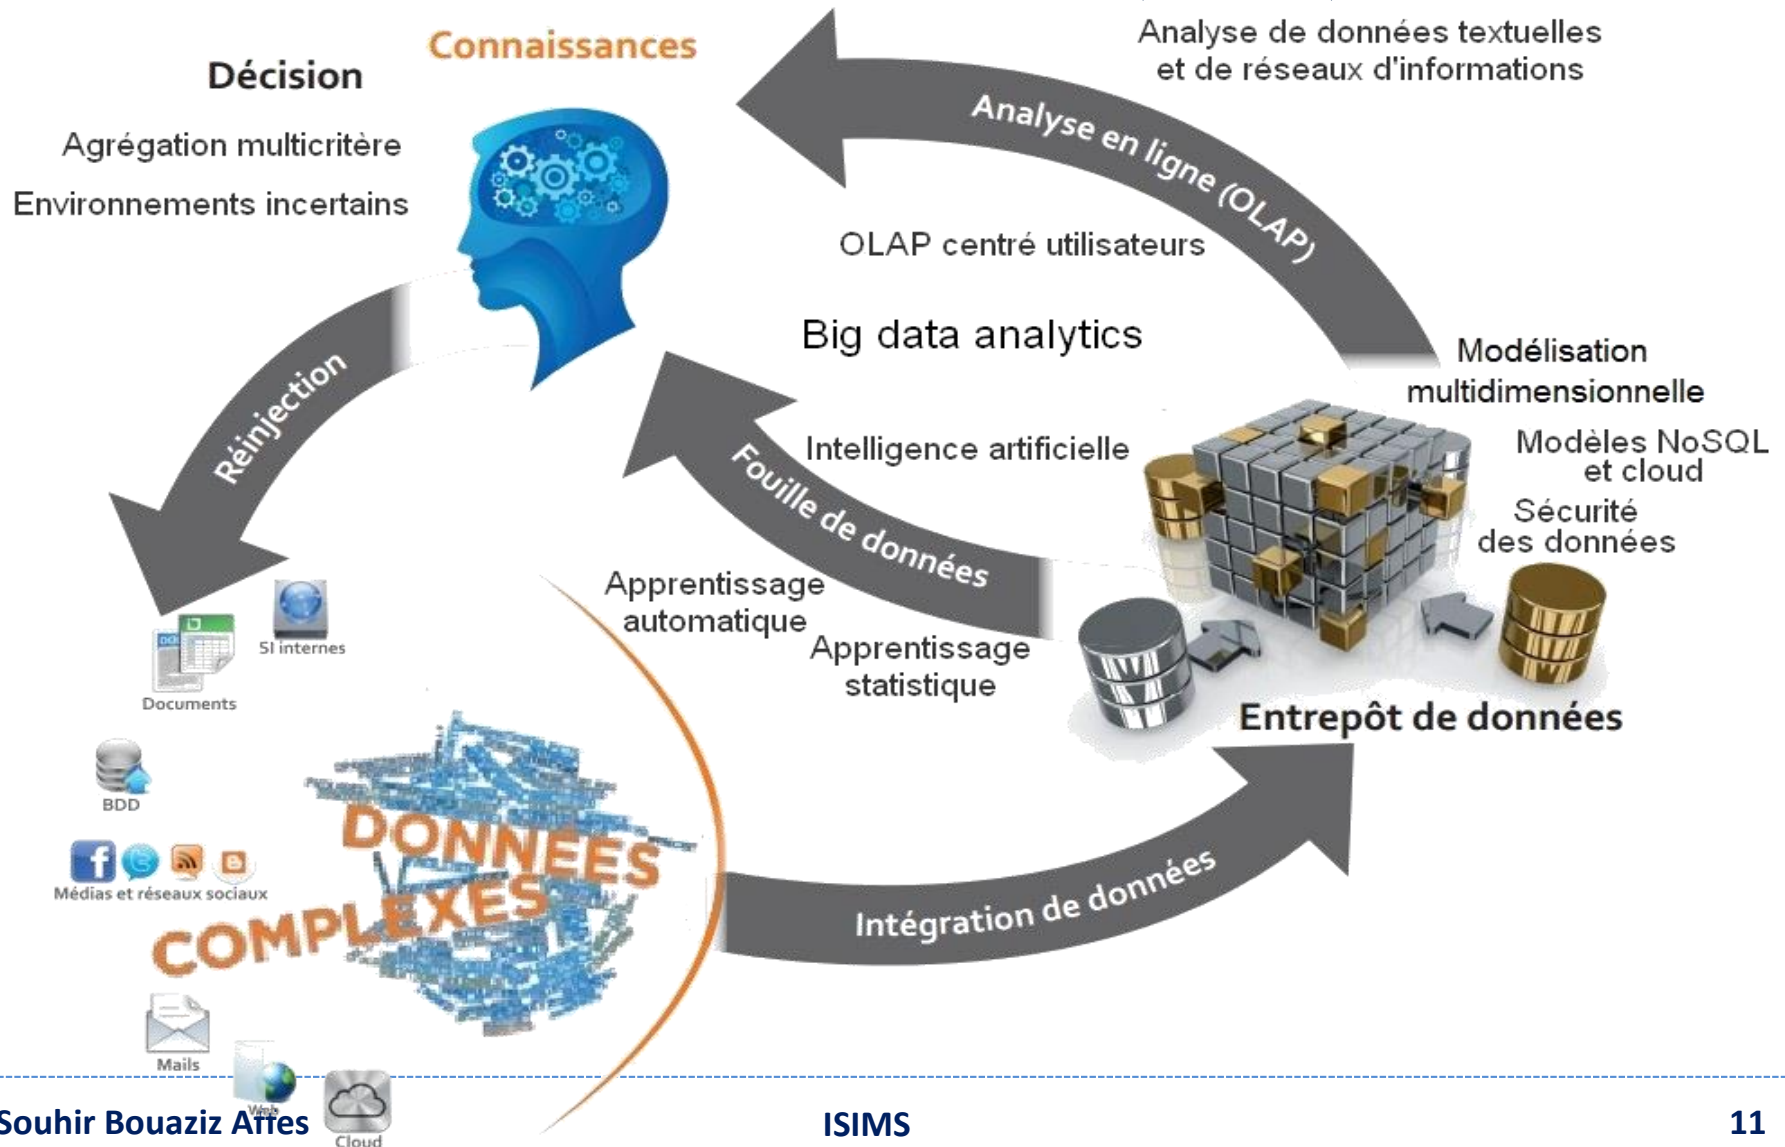 Connaissances
Décision
Agrégation multicritère
Environnements incertains
Analyse de données textuelles
et de réseaux d'informations
Analyse en ligne (OLAP)
OLAP centré utilisateurs
Big data analytics
Réinjection
Intelligence artificielle
Fouille de données
Apprentissage
automatique
Apprentissage
statistique
Modélisation
multidimensionnelle
Modèles NoSQL
et cloud
Sécurité
des données
Entrepôt de données
SI internes
Documents
BDD
Médias et réseaux sociaux
DONNÉES
COMPLEXES
Intégration de données
Mails
Web
Cloud
Souhir Bouaziz Affes
ISIMS
11